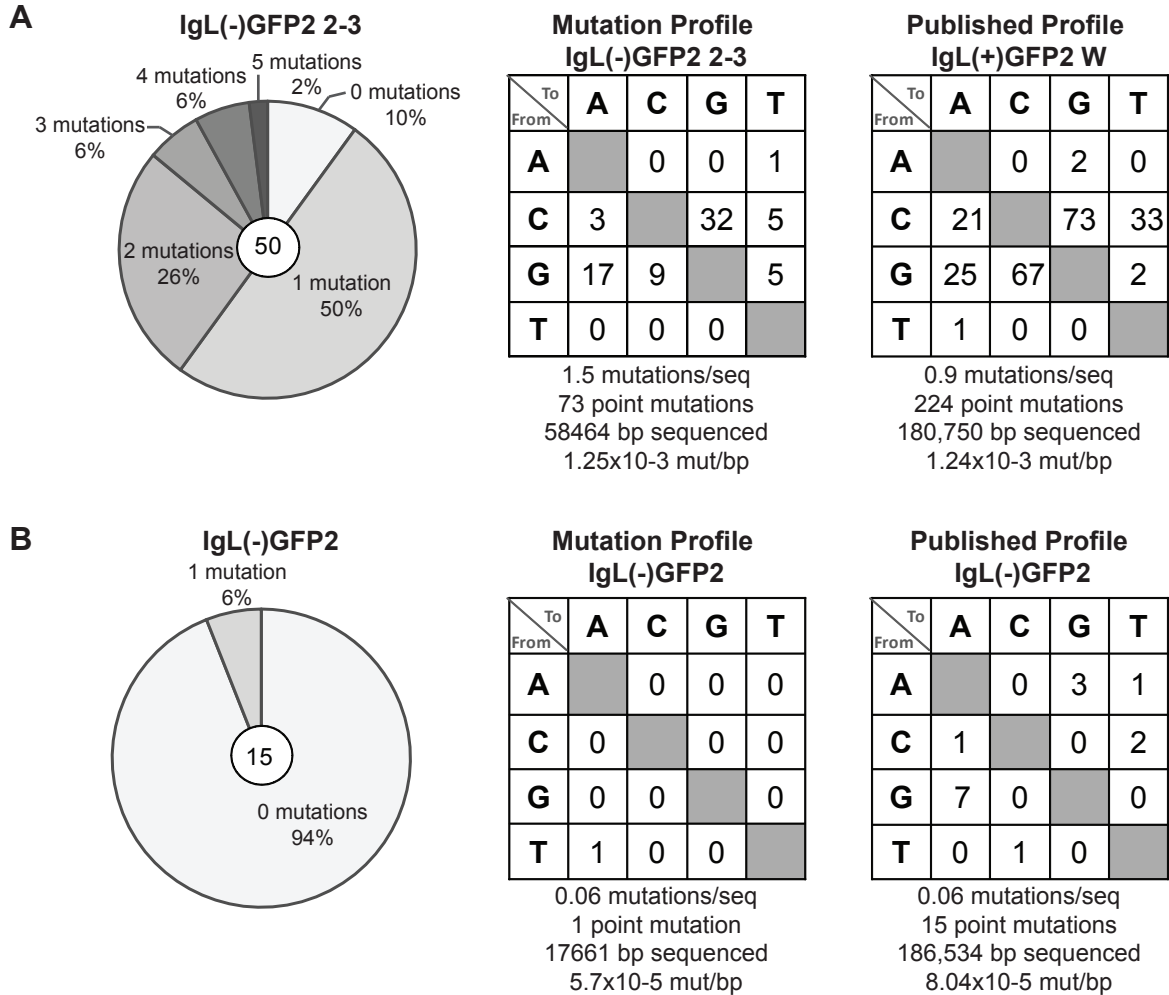 A
IgL(-)GFP2 2-3
5 mutations
2%
4 mutations
6%
0 mutations
10%
3 mutations
6%
2 mutations
26%
50
1 mutation
50%
Mutation Profile
IgL(-)GFP2 2-3
To
From
A C G T
A 0 0 1
C 3 32 5
G 17 9 5
T 0 0 0
1.5 mutations/seq
73 point mutations
58464 bp sequenced
1.25x10-3 mut/bp
Published Profile
IgL(+)GFP2 W
To
From
A C G T
A 0 2 0
C 21 73 33
G 25 67 2
T 1 0 0
0.9 mutations/seq
224 point mutations
180,750 bp sequenced
1.24x10-3 mut/bp
B
IgL(-)GFP2
1 mutation
6%
15
0 mutations
94%
Mutation Profile
IgL(-)GFP2
To
From
A C G T
A 0 0 0
C 0 0 0
G 0 0 0
T 1 0 0
0.06 mutations/seq
1 point mutation
17661 bp sequenced
5.7x10-5 mut/bp
Published Profile
IgL(-)GFP2
To
From
A C G T
A 0 3 1
C 1 0 2
G 7 0 0
T 0 1 0
0.06 mutations/seq
15 point mutations
186,534 bp sequenced
8.04x10-5 mut/bp